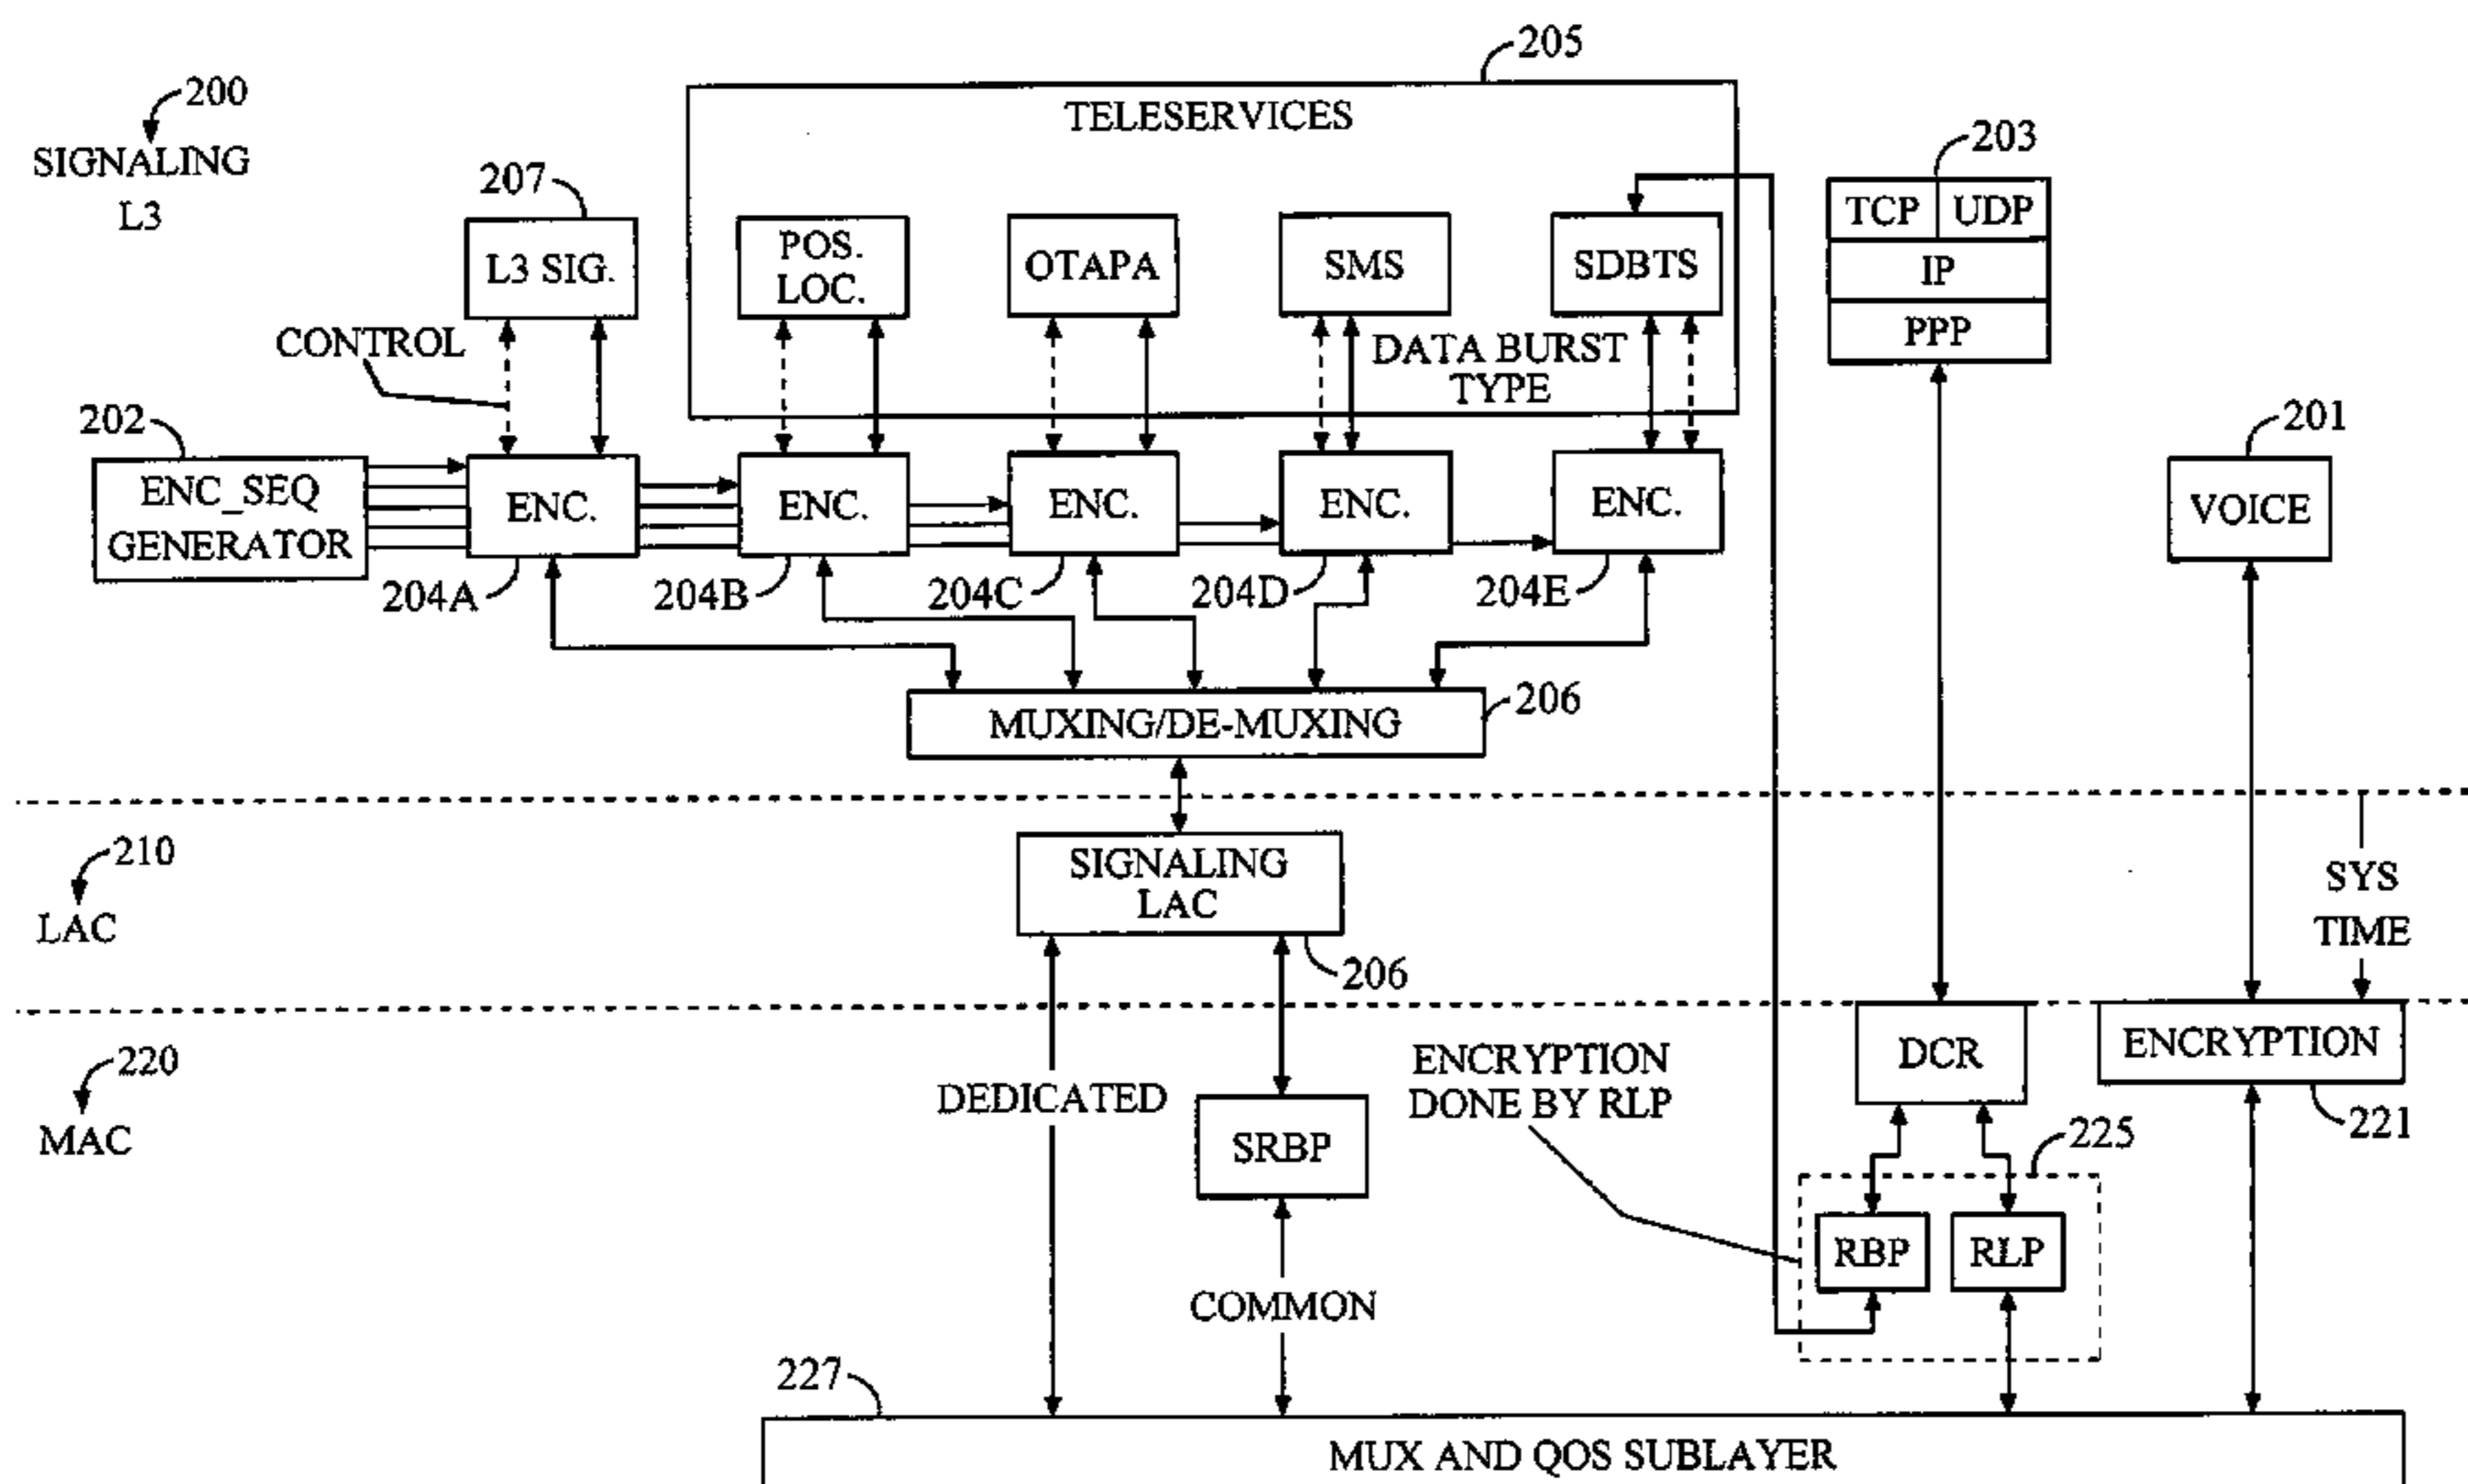 205
TELESERVICES
200
SIGNALING
L3
207
203
TCP UDP
IP
PPP
L3 SIG.
POS.
LOC.
OTAPA
SMS
SDBTS
CONTROL
DATA BURST
TYPE
202
ENC_SEQ
GENERATOR
ENC.
ENC.
ENC.
ENC.
ENC.
201
VOICE
204A
204B
204C
204D
204E
MUXING/DE-MUXING
206
210
LAC
SIGNALING
LAC
206
SYS
TIME
220
MAC
DEDICATED
SRBP
COMMON
ENCRYPTION
DONE BY RLP
DCR
ENCRYPTION
221
225
RBP
RLP
227
MUX AND QOS SUBLAYER